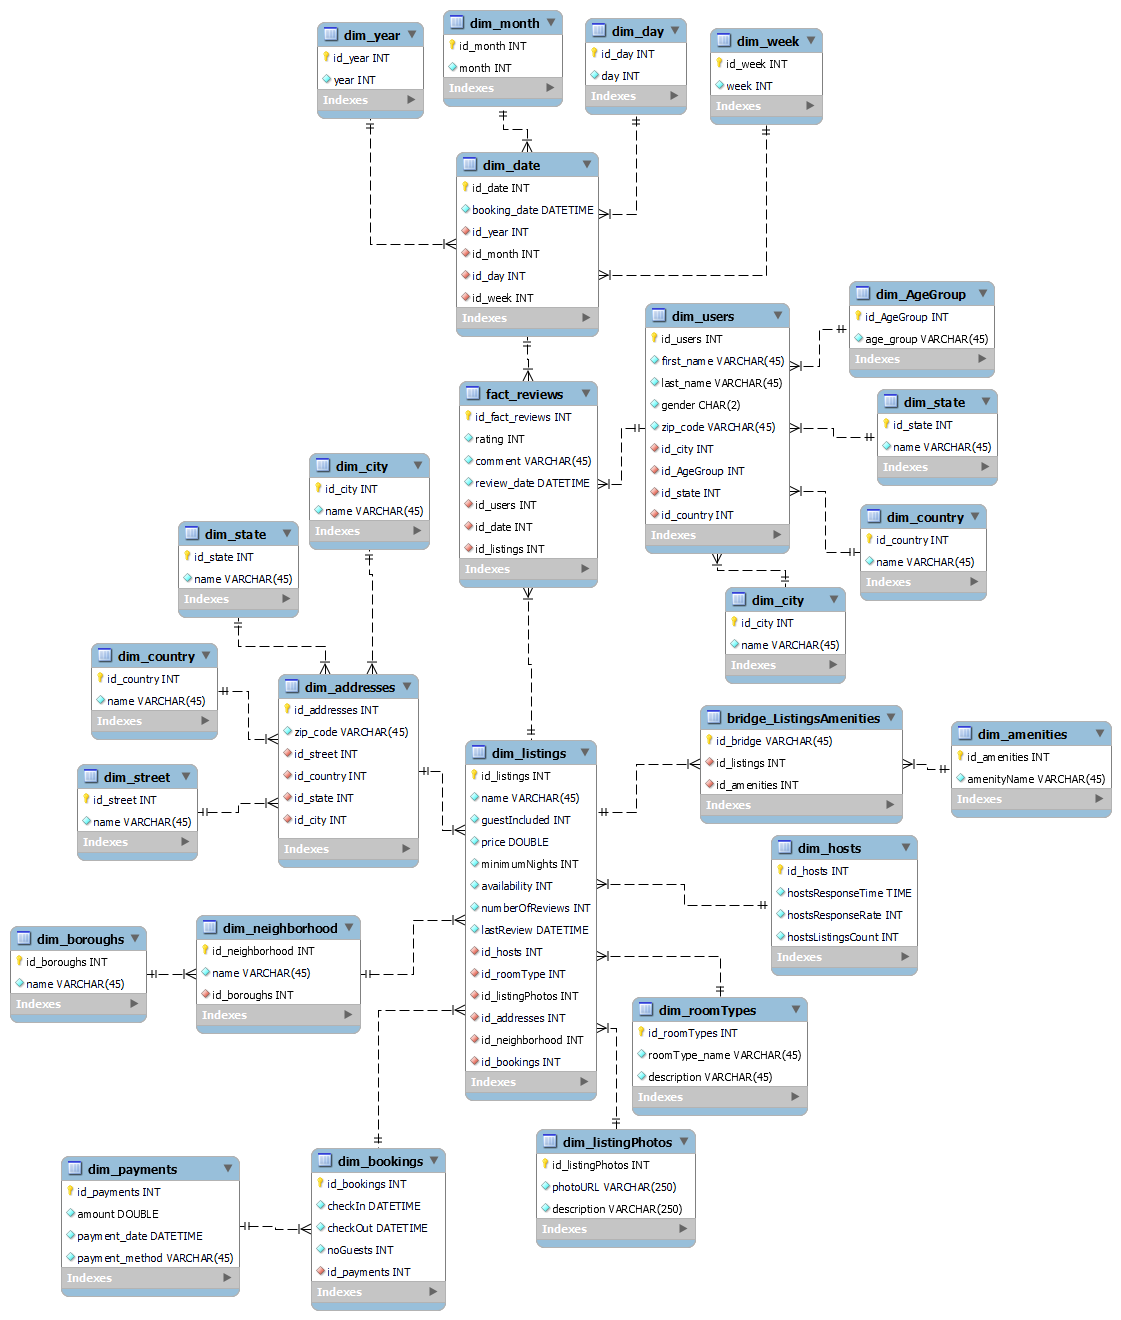 dim_year
id_year INT
year INT
Indexes
dim_month
id_month INT
month INT
Indexes
dim_day
id_day INT
day INT
Indexes
dim_week
id_week INT
week INT
Indexes
dim_date
id_date INT
booking_date DATETIME
id_year INT
id_month INT
id_day INT
id_week INT
Indexes
dim_users
id_users INT
first_name VARCHAR(45)
last_name VARCHAR(45)
gender CHAR(2)
zip_code VARCHAR(45)
id_city INT
id_AgeGroup INT
id_state INT
id_country INT
Indexes
dim_AgeGroup
id_AgeGroup INT
age_group VARCHAR(45)
Indexes
dim_state
id_state INT
name VARCHAR(45)
Indexes
dim_country
id_country INT
name VARCHAR(45)
Indexes
dim_city
id_city INT
name VARCHAR(45)
Indexes
fact_reviews
id_fact_reviews INT
rating INT
comment VARCHAR(45)
review_date DATETIME
id_users INT
id_date INT
id_listings INT
Indexes
dim_city
id_city INT
name VARCHAR(45)
Indexes
dim_state
id_state INT
name VARCHAR(45)
Indexes
dim_country
id_country INT
name VARCHAR(45)
Indexes
dim_street
id_street INT
name VARCHAR(45)
Indexes
dim_addresses
id_addresses INT
zip_code VARCHAR(45)
id_street INT
id_country INT
id_state INT
id_city INT
Indexes
dim_listings
id_listings INT
name VARCHAR(45)
guestIncluded INT
price DOUBLE
minimumNights INT
availability INT
numberOfReviews INT
lastReview DATETIME
id_hosts INT
id_roomType INT
id_listingPhotos INT
id_addresses INT
id_neighborhood INT
id_bookings INT
Indexes
bridge_ListingsAmenities
id_bridge VARCHAR(45)
id_listings INT
id_amenities INT
Indexes
dim_amenities
id_amenities INT
amenityName VARCHAR(45)
Indexes
dim_hosts
id_hosts INT
hostsResponseTime TIME
hostsResponseRate INT
hostsListingsCount INT
Indexes
dim_boroughs
id_boroughs INT
name VARCHAR(45)
Indexes
dim_neighborhood
id_neighborhood INT
name VARCHAR(45)
id_boroughs INT
Indexes
dim_roomTypes
id_roomTypes INT
roomType_name VARCHAR(45)
description VARCHAR(45)
Indexes
dim_listingPhotos
id_listingPhotos INT
photoURL VARCHAR(250)
description VARCHAR(250)
Indexes
dim_payments
id_payments INT
amount DOUBLE
payment_date DATETIME
payment_method VARCHAR(45)
Indexes
dim_bookings
id_bookings INT
checkIn DATETIME
checkOut DATETIME
noGuests INT
id_payments INT
Indexes